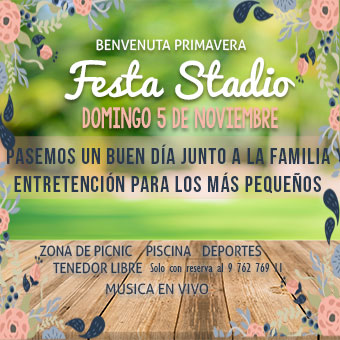 BENVENUTA PRIMAVERA
Festa Stadio
DOMINGO 5 DE NOVIEMBRE
PASEMOS UN BUEN DÍA JUNTO A LA FAMILIA Y
ENTRETENCIÓN PARA LOS MÁS PEQUEÑOS
ZONA DE PICNIC PISCINA DEPORTES
TENEDOR LIBRE Solo con reserva al 9 762 769 11
MUSICA EN VIVO